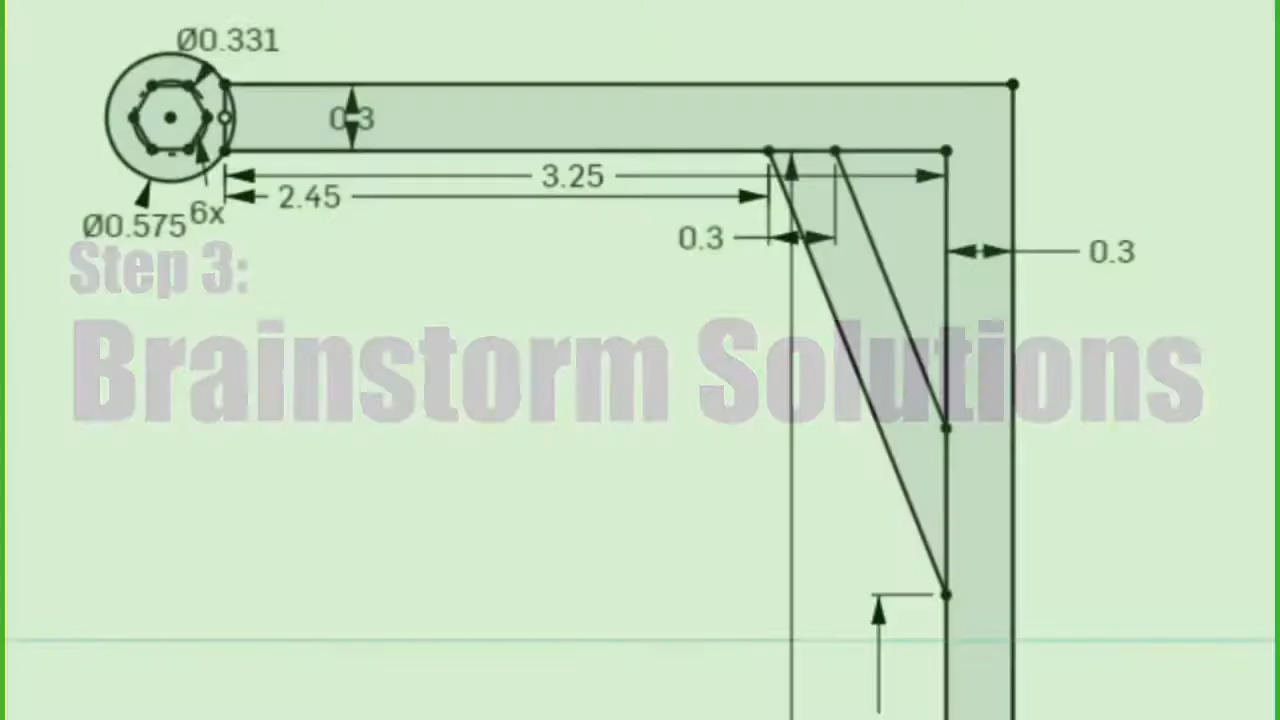 Ø0.331
0.3
3.25
2.45
6x
Ø0.575
0.3
0.3
Step 3:
Brainstorm Solutions